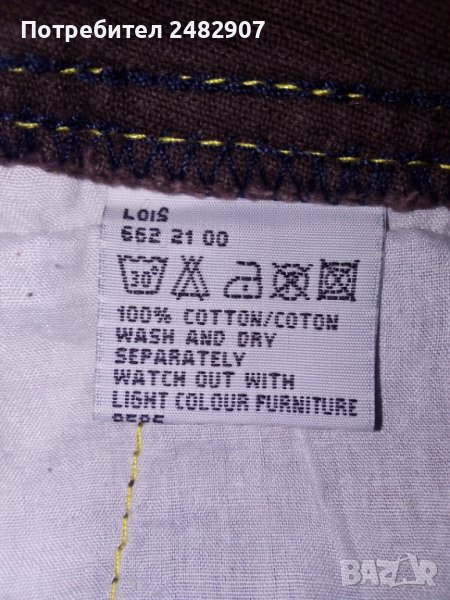 Потребител 2482907
Lois
662 21 00
30°
100% COTTON/COTON
WASH AND DRY
SEPARATELY
WATCH OUT WITH
LIGHT COLOUR FURNITURE
BAZAR